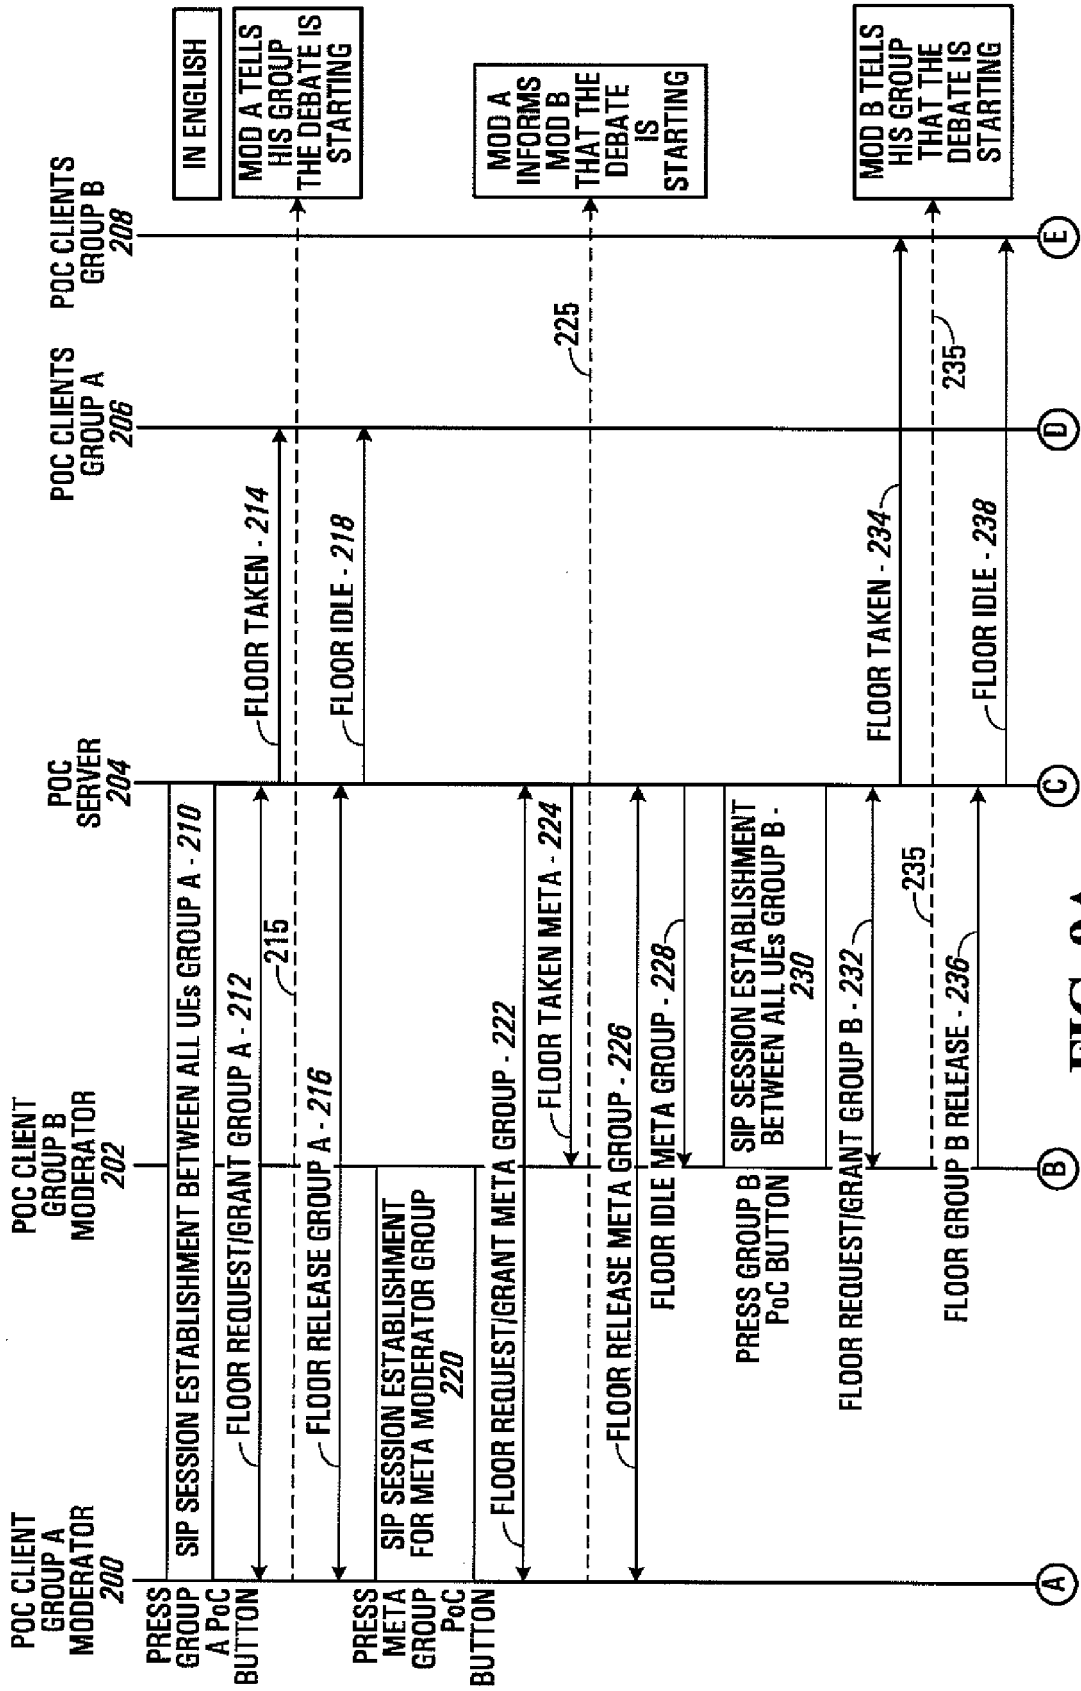 POC CLIENT
GROUP A
MODERATOR
200
POC CLIENT
GROUP B
MODERATOR
202
POC
SERVER
204
POC CLIENTS
GROUP A
206
POC CLIENTS
GROUP B
208
IN ENGLISH
PRESS
GROUP
A PoC
BUTTON
SIP SESSION ESTABLISHMENT BETWEEN ALL UEs GROUP A - 210
FLOOR REQUEST/GRANT GROUP A - 212
FLOOR TAKEN - 214
215
MOD A TELLS
HIS GROUP
THE DEBATE IS
STARTING
FLOOR RELEASE GROUP A - 216
FLOOR IDLE - 218
PRESS
META
GROUP
PoC
BUTTON
SIP SESSION ESTABLISHMENT
FOR META MODERATOR GROUP
220
FLOOR REQUEST/GRANT META GROUP - 222
FLOOR TAKEN META - 224
225
MOD A
INFORMS
MOD B
THAT THE
DEBATE
IS
STARTING
FLOOR RELEASE META GROUP - 226
FLOOR IDLE META GROUP - 228
PRESS GROUP B
PoC BUTTON
SIP SESSION ESTABLISHMENT
BETWEEN ALL UEs GROUP B -
230
FLOOR REQUEST/GRANT GROUP B - 232
FLOOR TAKEN - 234
235
235
MOD B TELLS
HIS GROUP
THAT THE
DEBATE IS
STARTING
FLOOR GROUP B RELEASE - 236
FLOOR IDLE - 238
A
B
C
D
E